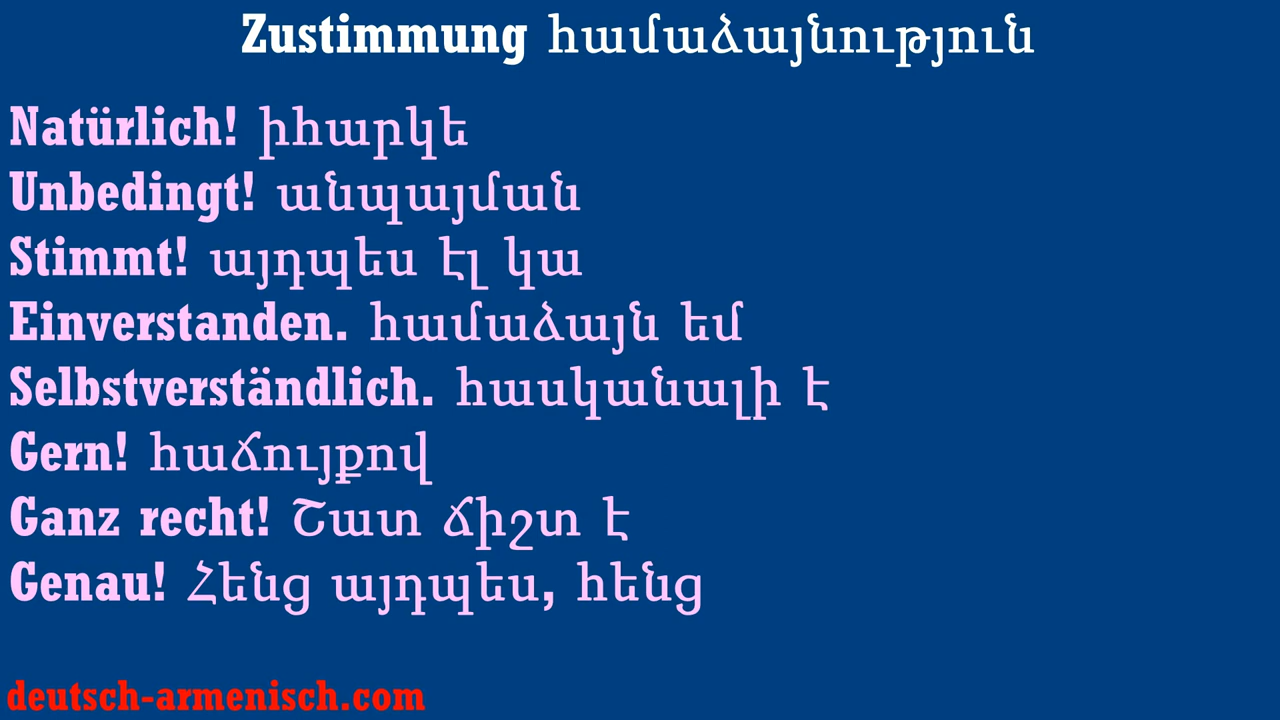 Zustimmung համաձայնություն
Natürlich! իհարկե
Unbedingt! անպայման
Stimmt! այդպես էլ կա
Einverstanden. համաձայն եմ
Selbstverständlich. հասկանալի է
Gern! հաճույքով
Ganz recht! Շատ ճիշտ է
Genau! Հենց այդպես, հենց
deutsch-armenisch.com